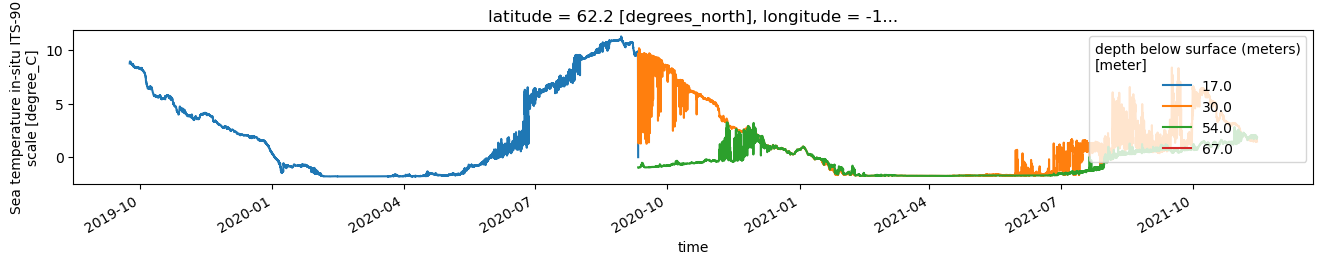 latitude = 62.2 [degrees_north], longitude = -1...
Sea temperature in-situ ITS-90
scale [degree_C]
10
5
0
depth below surface (meters)
[meter]
17.0
30.0
54.0
67.0
2019-10
2020-01
2020-04
2020-07
2020-10
2021-01
2021-04
2021-07
2021-10
time